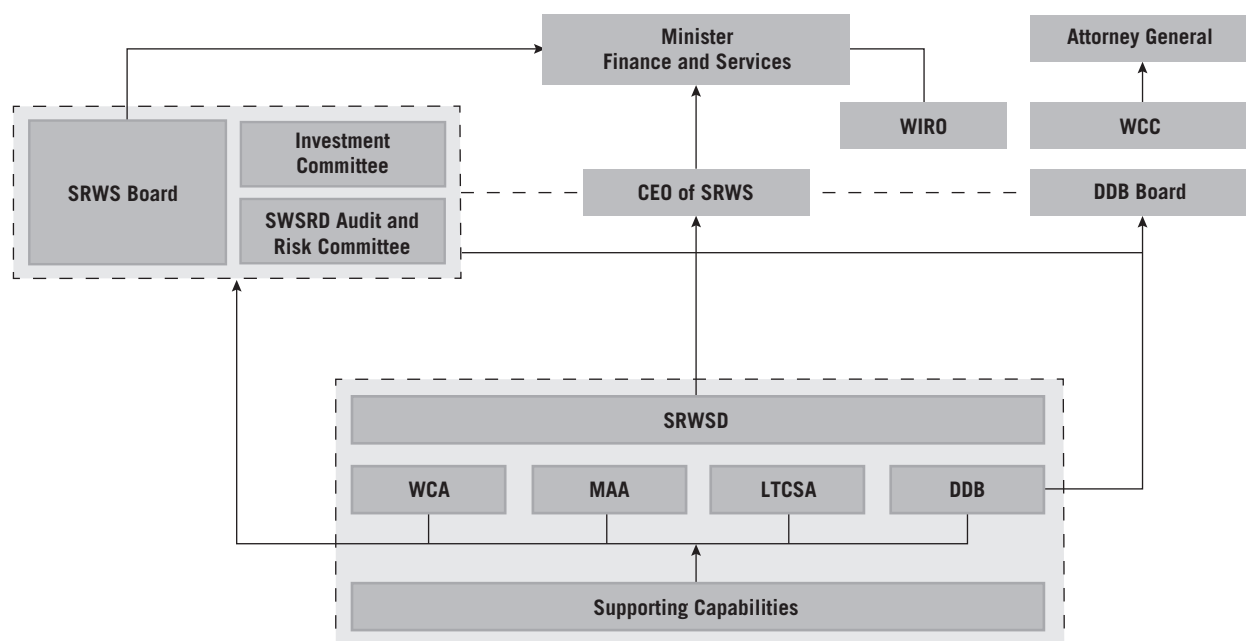 Minister
Finance and Services
Attorney General
WIRO
WCC
SRWS Board
Investment
Committee
SWSRD Audit and
Risk Committee
CEO of SRWS
DDB Board
SRWSD
WCA
MAA
LTCSA
DDB
Supporting Capabilities